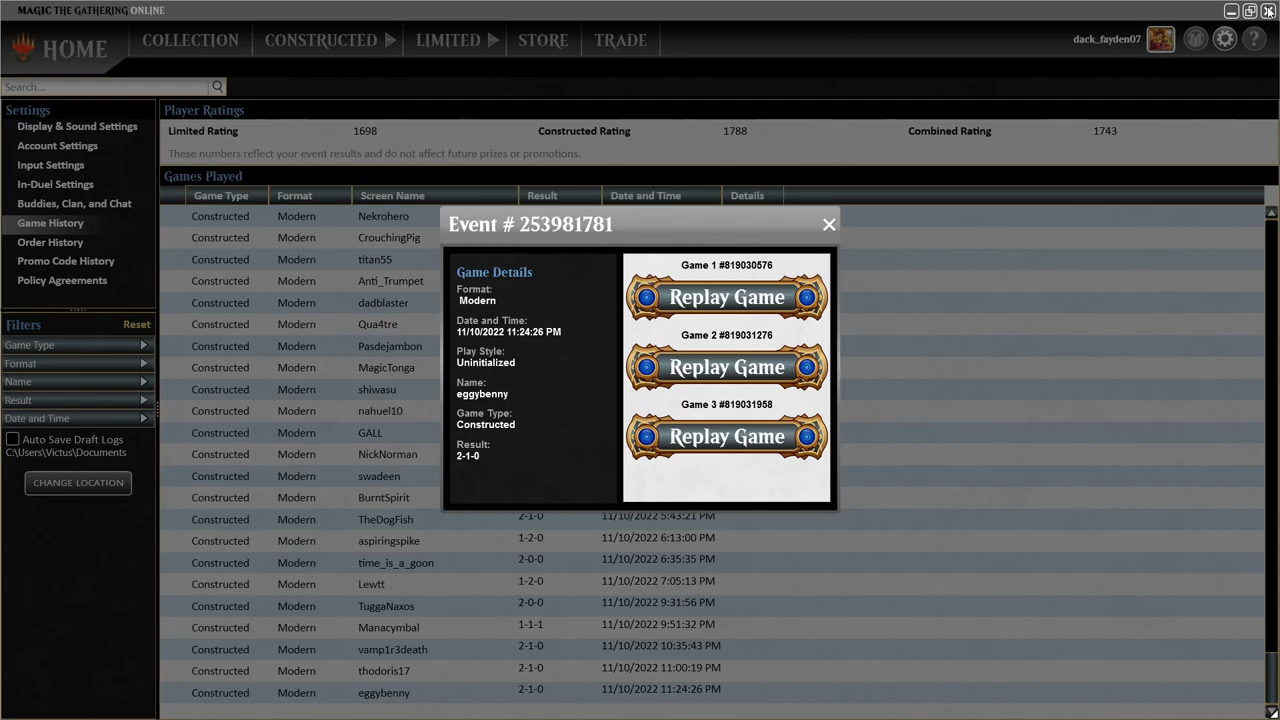 MAGIC THE GATHERING ONLINE
HOME
COLLECTION
CONSTRUCTED
LIMITED
STORE
TRADE
dack_fayden07
Search...
Settings
Display & Sound Settings
Account Settings
Input Settings
In-Duel Settings
Buddies, Clan, and Chat
Game History
Order History
Promo Code History
Policy Agreements
Filters Reset
Game Type
Format
Name
Result
Date and Time
Auto Save Draft Logs
C:\Users\Victus\Documents
CHANGE LOCATION
Player Ratings
Limited Rating 1698 Constructed Rating 1788 Combined Rating 1743
These numbers reflect your event results and do not affect future prizes or promotions.
Games Played
Game Type Format Screen Name Result Date and Time Details
Constructed Modern Nekrohero
Constructed Modern CrouchingPig
Constructed Modern titan55
Constructed Modern Anti_Trumpet
Constructed Modern dadblaster
Constructed Modern Qua4tre
Constructed Modern Pasdejambon
Constructed Modern MagicTonga
Constructed Modern shiwasu
Constructed Modern nahuel10
Constructed Modern GALL
Constructed Modern NickNorman
Constructed Modern swadeen
Constructed Modern BurntSpirit
Constructed Modern TheDogFish 2-1-0 11/10/2022 5:43:21 PM
Constructed Modern aspiringspike 1-2-0 11/10/2022 6:13:00 PM
Constructed Modern time_is_a_goon 2-0-0 11/10/2022 6:35:35 PM
Constructed Modern Lewtt 1-2-0 11/10/2022 7:05:13 PM
Constructed Modern TuggaNaxos 2-0-0 11/10/2022 9:31:56 PM
Constructed Modern Manacymbal 1-1-1 11/10/2022 9:51:32 PM
Constructed Modern vamp1r3death 2-1-0 11/10/2022 10:35:43 PM
Constructed Modern thodoris17 2-1-0 11/10/2022 11:00:19 PM
Constructed Modern eggybenny 2-1-0 11/10/2022 11:24:26 PM
Event # 253981781
Game Details
Format:
Modern
Date and Time:
11/10/2022 11:24:26 PM
Play Style:
Uninitialized
Name:
eggybenny
Game Type:
Constructed
Result:
2-1-0
Game 1 #819030576
Replay Game
Game 2 #819031276
Replay Game
Game 3 #819031958
Replay Game